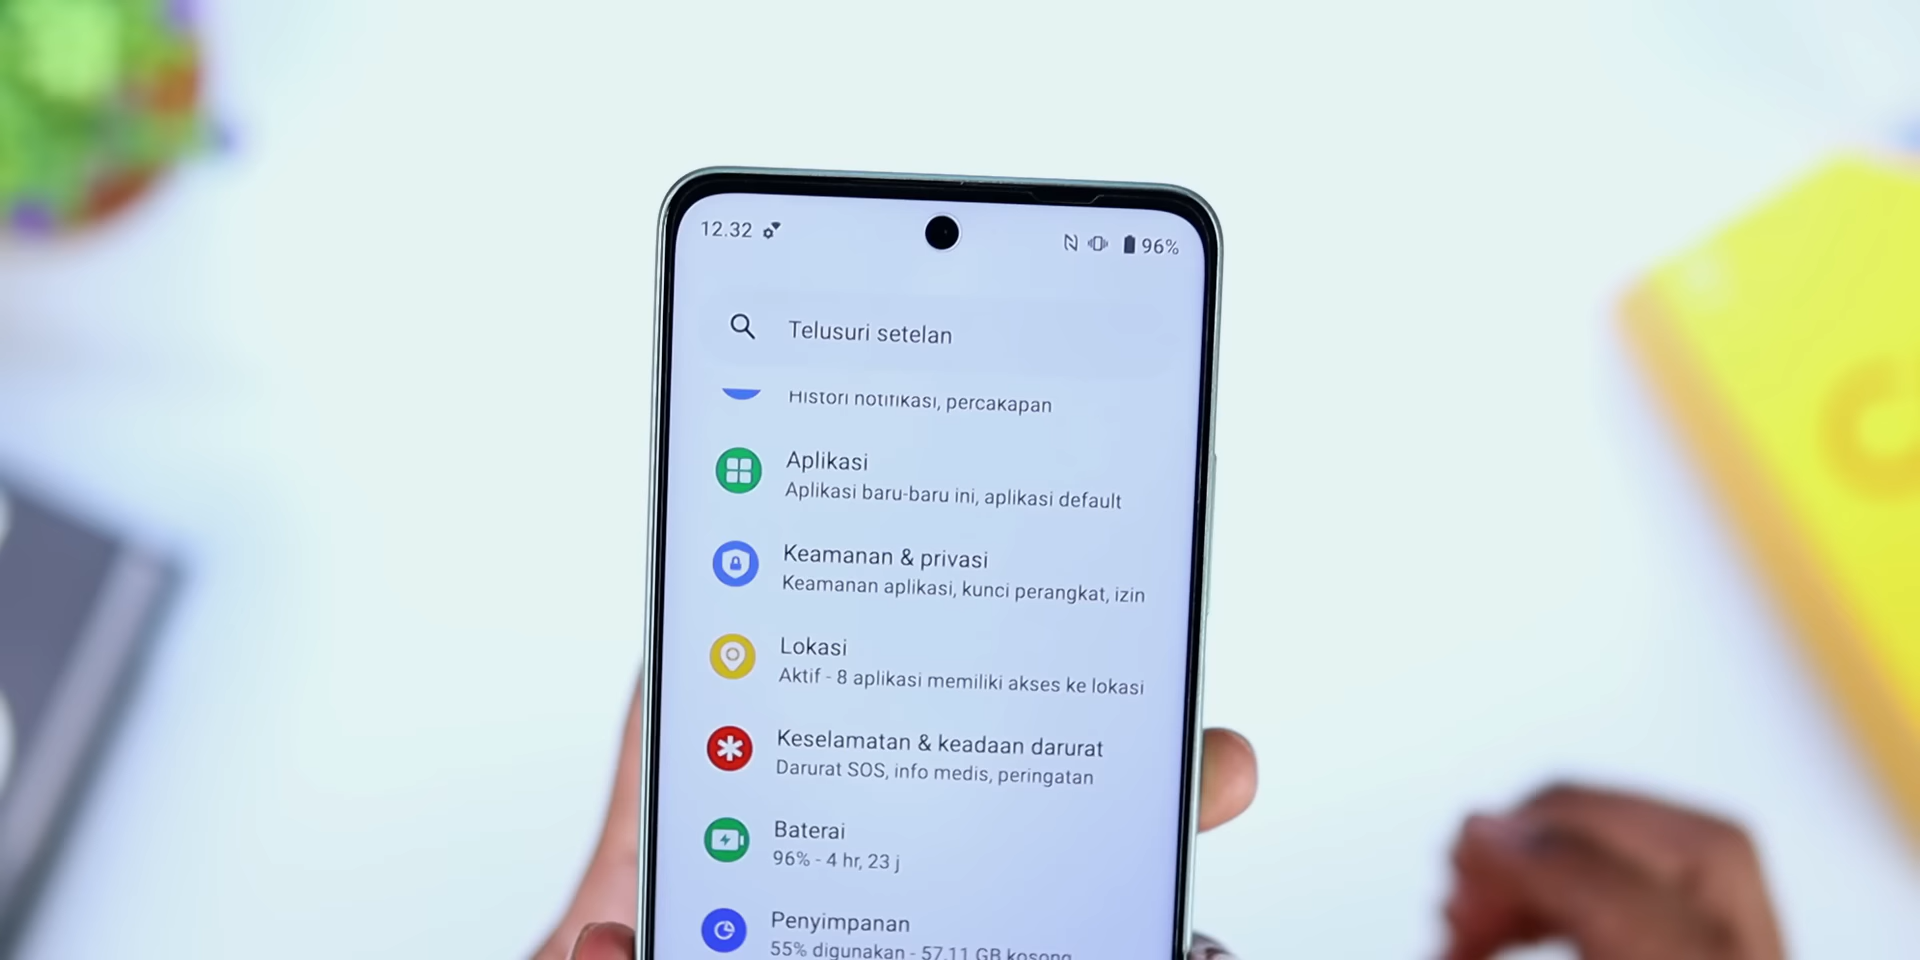 12.32
96%
Telusuri setelan
Histori notifikasi, percakapan
Aplikasi
Aplikasi baru-baru ini, aplikasi default
Keamanan & privasi
Keamanan aplikasi, kunci perangkat, izin
Lokasi
Aktif - 8 aplikasi memiliki akses ke lokasi
Keselamatan & keadaan darurat
Darurat SOS, info medis, peringatan
Baterai
96% - 4 hr, 23 j
Penyimpanan
55% digunakan - 57,11 GB kosong